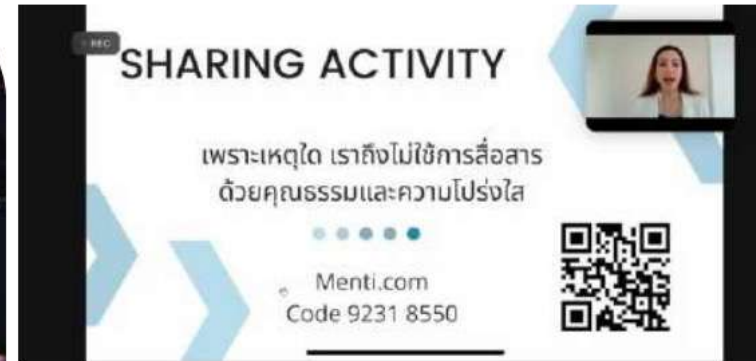 REC
SHARING ACTIVITY
เพราะเหตุใด เราถึงไม่ใช้การสื่อสาร
ด้วยคุณธรรมและความโปร่งใส
Menti.com
Code 9231 8550